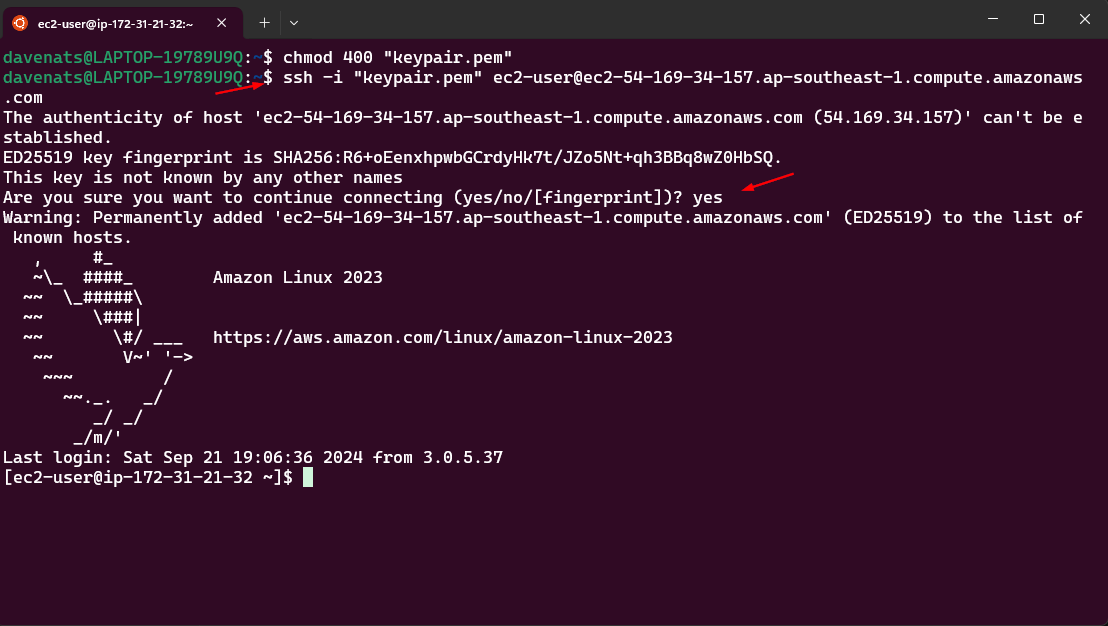 ec2-user@ip-172-31-21-32:~
davenats@LAPTOP-19789U9Q:~$ chmod 400 "keypair.pem"
davenats@LAPTOP-19789U9Q:~$ ssh -i "keypair.pem" ec2-user@ec2-54-169-34-157.ap-southeast-1.compute.amazonaws
.com
The authenticity of host 'ec2-54-169-34-157.ap-southeast-1.compute.amazonaws.com (54.169.34.157)' can't be e
stablished.
ED25519 key fingerprint is SHA256:R6+oEenxhpwbGCrdyHk7t/JZo5Nt+qh3BBq8wZ0HbSQ.
This key is not known by any other names
Are you sure you want to continue connecting (yes/no/[fingerprint])? yes
Warning: Permanently added 'ec2-54-169-34-157.ap-southeast-1.compute.amazonaws.com' (ED25519) to the list of
 known hosts.
   ,     #_
   ~\_  ####_        Amazon Linux 2023
  ~~  \_#####\
  ~~     \###|
  ~~       \#/ ___   https://aws.amazon.com/linux/amazon-linux-2023
   ~~       V~' '->
    ~~~         /
      ~~._.   _/
         _/ _/
       _/m/'
Last login: Sat Sep 21 19:06:36 2024 from 3.0.5.37
[ec2-user@ip-172-31-21-32 ~]$